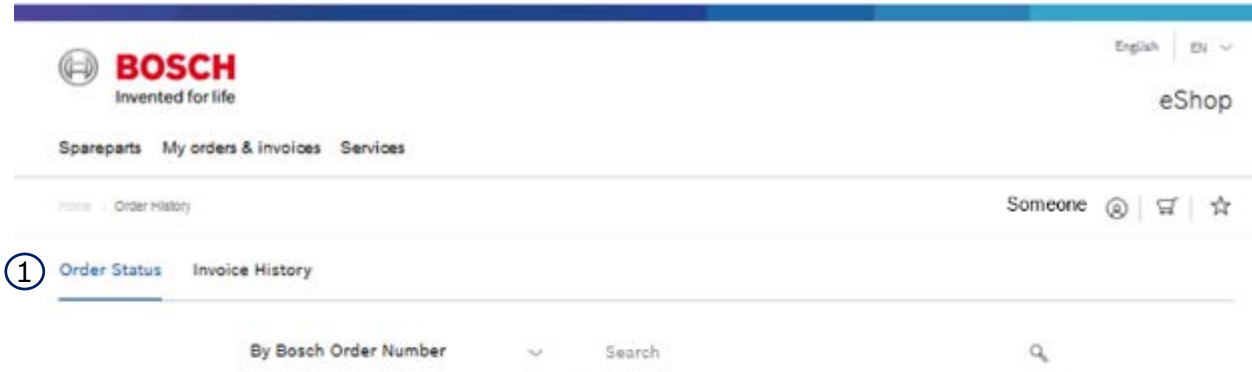 English EN
BOSCH
Invented for life
eShop
Spareparts My orders & invoices Services
Home Order History
Someone
1 Order Status Invoice History
By Bosch Order Number Search